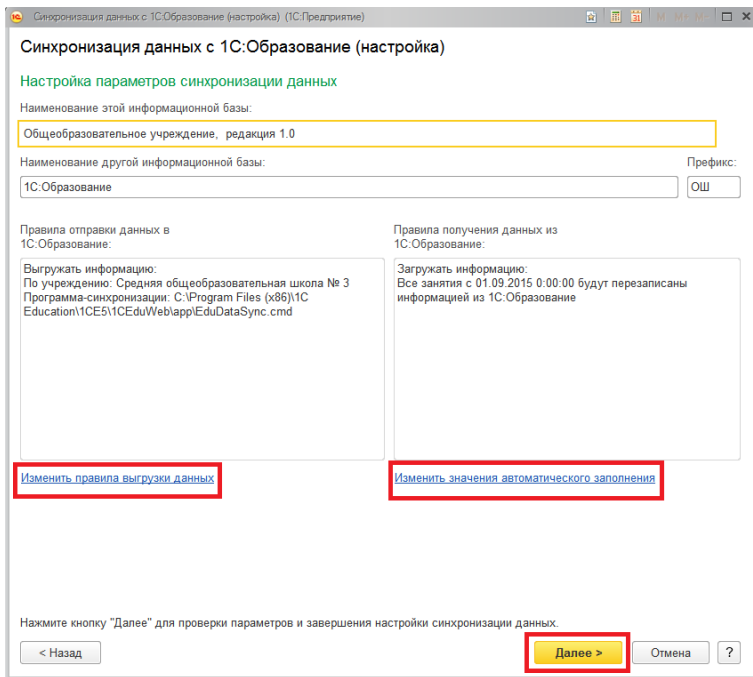 Синхронизация данных с 1С:Образование (настройка) (1С:Предприятие)
M M+ M-
Синхронизация данных с 1С:Образование (настройка)
Настройка параметров синхронизации данных
Наименование этой информационной базы:
Общеобразовательное учреждение, редакция 1.0
Наименование другой информационной базы:
Префикс:
1С:Образование
ОШ
Правила отправки данных в
1С:Образование:
Выгружать информацию:
По учреждению: Средняя общеобразовательная школа № 3
Программа-синхронизации: C:\Program Files (x86)\1C
Education\1CE5\1CEduWeb\app\EduDataSync.cmd
Изменить правила выгрузки данных
Правила получения данных из
1С:Образование:
Загружать информацию:
Все занятия с 01.09.2015 0:00:00 будут перезаписаны
информацией из 1С:Образование
Изменить значения автоматического заполнения
Нажмите кнопку "Далее" для проверки параметров и завершения настройки синхронизации данных.
< Назад
Далее >
Отмена
?